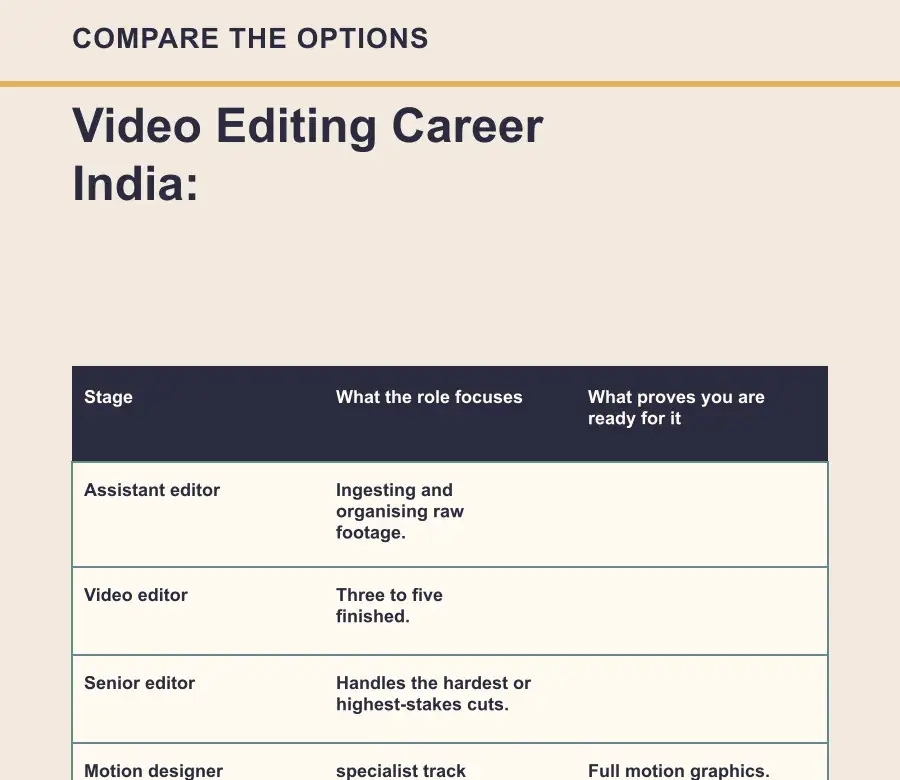 COMPARE THE OPTIONS
Video Editing Career
India:
Stage
What the role focuses
What proves you are
ready for it
Assistant editor
Ingesting and
organising raw
footage.
Video editor
Three to five
finished.
Senior editor
Handles the hardest or
highest-stakes cuts.
Motion designer
specialist track
Full motion graphics.